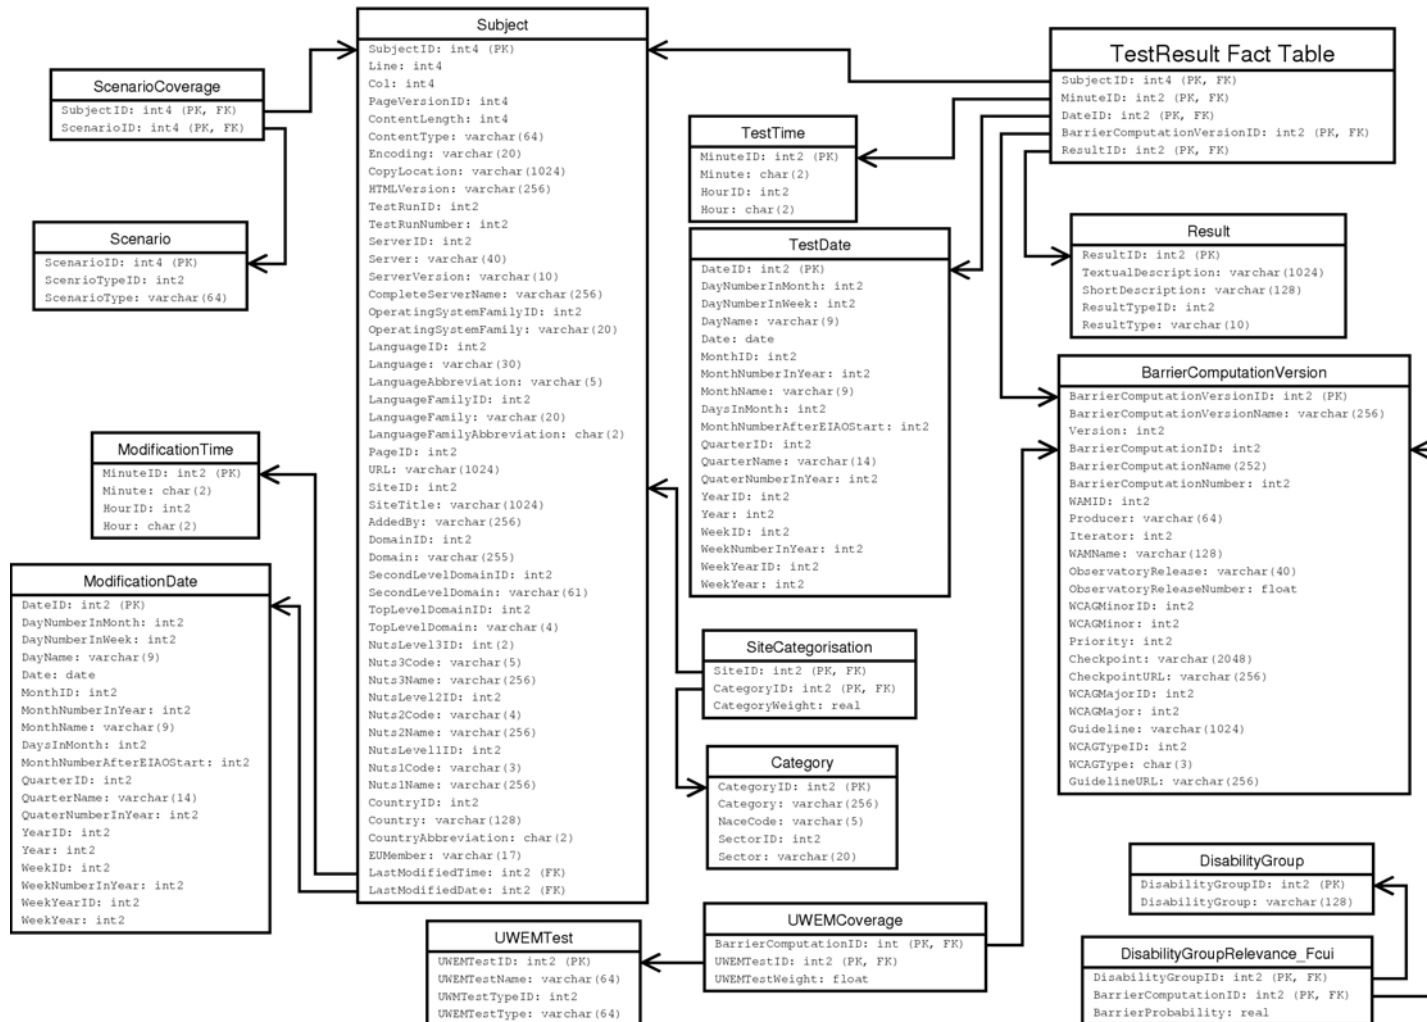 Subject
SubjectID: int4 (PK)
Line: int4
Col: int4
PageVersionID: int4
ContentLength: int4
ContentType: varchar(64)
Encoding: varchar(20)
CopyLocation: varchar(1024)
HTMLVersion: varchar(256)
TestRunID: int2
TestRunNumber: int2
ServerID: int2
Server: varchar(40)
ServerVersion: varchar(10)
CompleteServerName: varchar(256)
OperatingSystemFamilyID: int2
OperatingSystemFamily: varchar(20)
LanguageID: int2
Language: varchar(30)
LanguageAbbreviation: varchar(5)
LanguageFamilyID: int2
LanguageFamily: varchar(20)
LanguageFamilyAbbreviation: char(2)
PageID: int2
URL: varchar(1024)
SiteID: int2
SiteTitle: varchar(1024)
AddedBy: varchar(256)
DomainID: int2
Domain: varchar(255)
SecondLevelDomainID: int2
SecondLevelDomain: varchar(61)
TopLevelDomainID: int2
TopLevelDomain: varchar(4)
NutsLevel3ID: int(2)
Nuts3Code: varchar(5)
Nuts3Name: varchar(256)
NutsLevel2ID: int2
Nuts2Code: varchar(4)
Nuts2Name: varchar(256)
NutsLevel1ID: int2
Nuts1Code: varchar(3)
Nuts1Name: varchar(256)
CountryID: int2
Country: varchar(128)
CountryAbbreviation: char(2)
EUMember: varchar(17)
LastModifiedTime: int2 (FK)
LastModifiedDate: int2 (FK)
ScenarioCoverage
SubjectID: int4 (PK, FK)
ScenarioID: int4 (PK, FK)
Scenario
ScenarioID: int4 (PK)
ScenrioTypeID: int2
ScenarioType: varchar(64)
ModificationTime
MinuteID: int2 (PK)
Minute: char(2)
HourID: int2
Hour: char(2)
ModificationDate
DateID: int2 (PK)
DayNumberInMonth: int2
DayNumberInWeek: int2
DayName: varchar(9)
Date: date
MonthID: int2
MonthNumberInYear: int2
MonthName: varchar(9)
DaysInMonth: int2
MonthNumberAfterEIAOStart: int2
QuarterID: int2
QuarterName: varchar(14)
QuaterNumberInYear: int2
YearID: int2
Year: int2
WeekID: int2
WeekNumberInYear: int2
WeekYearID: int2
WeekYear: int2
TestResult Fact Table
SubjectID: int4 (PK, FK)
MinuteID: int2 (PK, FK)
DateID: int2 (PK, FK)
BarrierComputationVersionID: int2 (PK, FK)
ResultID: int2 (PK, FK)
TestTime
MinuteID: int2 (PK)
Minute: char(2)
HourID: int2
Hour: char(2)
TestDate
DateID: int2 (PK)
DayNumberInMonth: int2
DayNumberInWeek: int2
DayName: varchar(9)
Date: date
MonthID: int2
MonthNumberInYear: int2
MonthName: varchar(9)
DaysInMonth: int2
MonthNumberAfterEIAOStart: int2
QuarterID: int2
QuarterName: varchar(14)
QuaterNumberInYear: int2
YearID: int2
Year: int2
WeekID: int2
WeekNumberInYear: int2
WeekYearID: int2
WeekYear: int2
Result
ResultID: int2 (PK)
TextualDescription: varchar(1024)
ShortDescription: varchar(128)
ResultTypeID: int2
ResultType: varchar(10)
BarrierComputationVersion
BarrierComputationVersionID: int2 (PK)
BarrierComputationVersionName: varchar(256)
Version: int2
BarrierComputationID: int2
BarrierComputationName(252)
BarrierComputationNumber: int2
WAMID: int2
Producer: varchar(64)
Iterator: int2
WAMName: varchar(128)
ObservatoryRelease: varchar(40)
ObservatoryReleaseNumber: float
WCAGMinorID: int2
WCAGMinor: int2
Priority: int2
Checkpoint: varchar(2048)
CheckpointURL: varchar(256)
WCAGMajorID: int2
WCAGMajor: int2
Guideline: varchar(1024)
WCAGTypeID: int2
WCAGType: char(3)
GuidelineURL: varchar(256)
SiteCategorisation
SiteID: int2 (PK, FK)
CategoryID: int2 (PK, FK)
CategoryWeight: real
Category
CategoryID: int2 (PK)
Category: varchar(256)
NaceCode: varchar(5)
SectorID: int2
Sector: varchar(20)
UWEMTest
UWEMTestID: int2 (PK)
UWEMTestName: varchar(64)
UWMTestTypeID: int2
UWEMTestType: varchar(64)
UWEMCoverage
BarrierComputationID: int (PK, FK)
UWEMTestID: int2 (PK, FK)
UWEMTestWeight: float
DisabilityGroup
DisabilityGroupID: int2 (PK)
DisabilityGroup: varchar(128)
DisabilityGroupRelevance_Fcui
DisabilityGroupID: int2 (PK, FK)
BarrierComputationID: int2 (PK, FK)
BarrierProbability: real